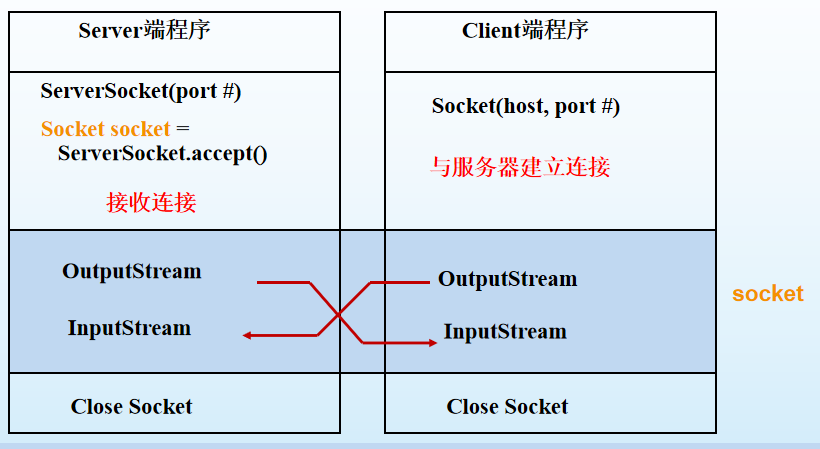 Server端程序
ServerSocket(port #)
Socket socket =
ServerSocket.accept()
接收连接
OutputStream
InputStream
Close Socket
Client端程序
Socket(host, port #)
与服务器建立连接
OutputStream
InputStream
Close Socket
socket